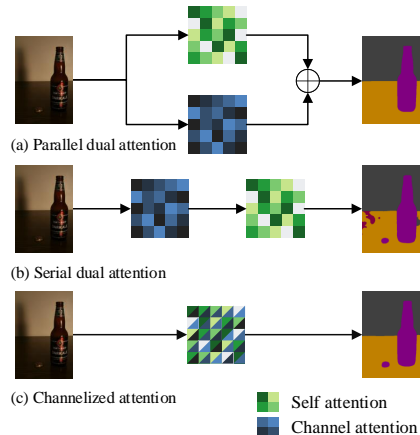 (a) Parallel dual attention
(b) Serial dual attention
(c) Channelized attention
Self attention
Channel attention